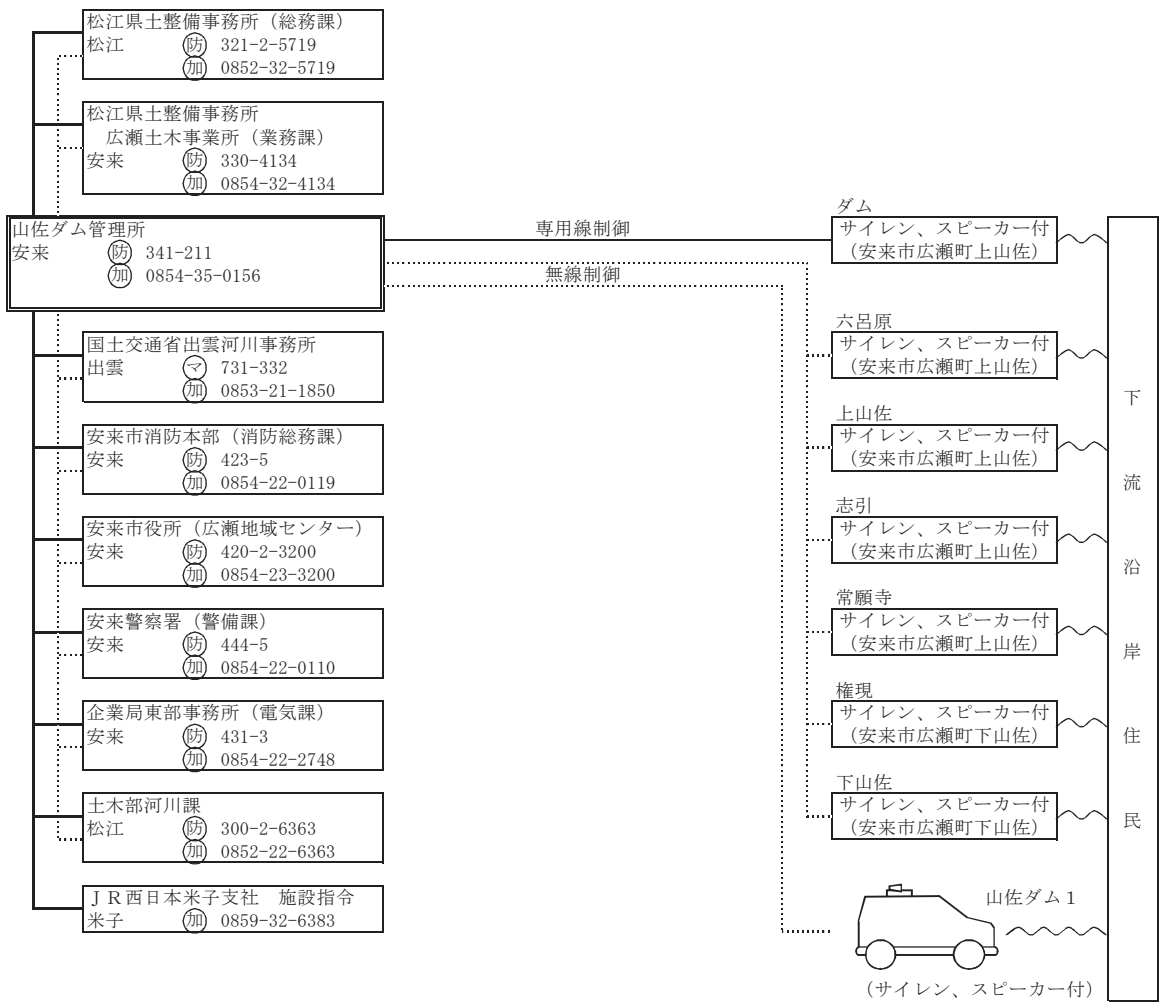 松江県土整備事務所（総務課）
松江　防　321-2-5719
加　0852-32-5719
松江県土整備事務所
広瀬土木事業所（業務課）
安来　防　330-4134
加　0854-32-4134
山佐ダム管理所
安来　防　341-211
加　0854-35-0156
国土交通省出雲河川事務所
出雲　マ　731-332
加　0853-21-1850
安来市消防本部（消防総務課）
安来　防　423-5
加　0854-22-0119
安来市役所（広瀬地域センター）
安来　防　420-2-3200
加　0854-23-3200
安来警察署（警備課）
安来　防　444-5
加　0854-22-0110
企業局東部事務所（電気課）
安来　防　431-3
加　0854-22-2748
土木部河川課
松江　防　300-2-6363
加　0852-22-6363
ＪＲ西日本米子支社　施設指令
米子　加　0859-32-6383
専用線制御
無線制御
ダム
サイレン、スピーカー付
（安来市広瀬町上山佐）
六呂原
サイレン、スピーカー付
（安来市広瀬町上山佐）
上山佐
サイレン、スピーカー付
（安来市広瀬町上山佐）
志引
サイレン、スピーカー付
（安来市広瀬町上山佐）
常願寺
サイレン、スピーカー付
（安来市広瀬町上山佐）
権現
サイレン、スピーカー付
（安来市広瀬町下山佐）
下山佐
サイレン、スピーカー付
（安来市広瀬町下山佐）
山佐ダム１
（サイレン、スピーカー付）
下流沿岸住民